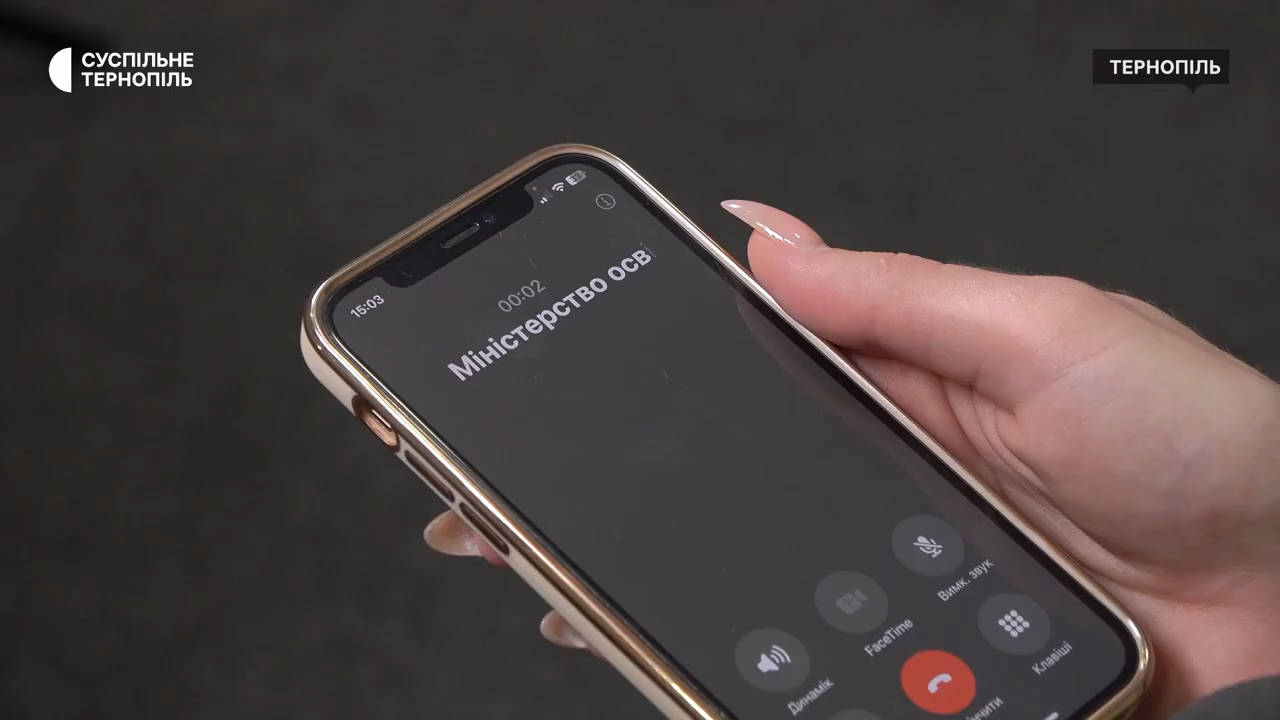 СУСПІЛЬНЕ
ТЕРНОПІЛЬ
ТЕРНОПІЛЬ
15:03
00:02
Міністерство осв
Вимк. звук
FaceTime
Клавіші
Динамік